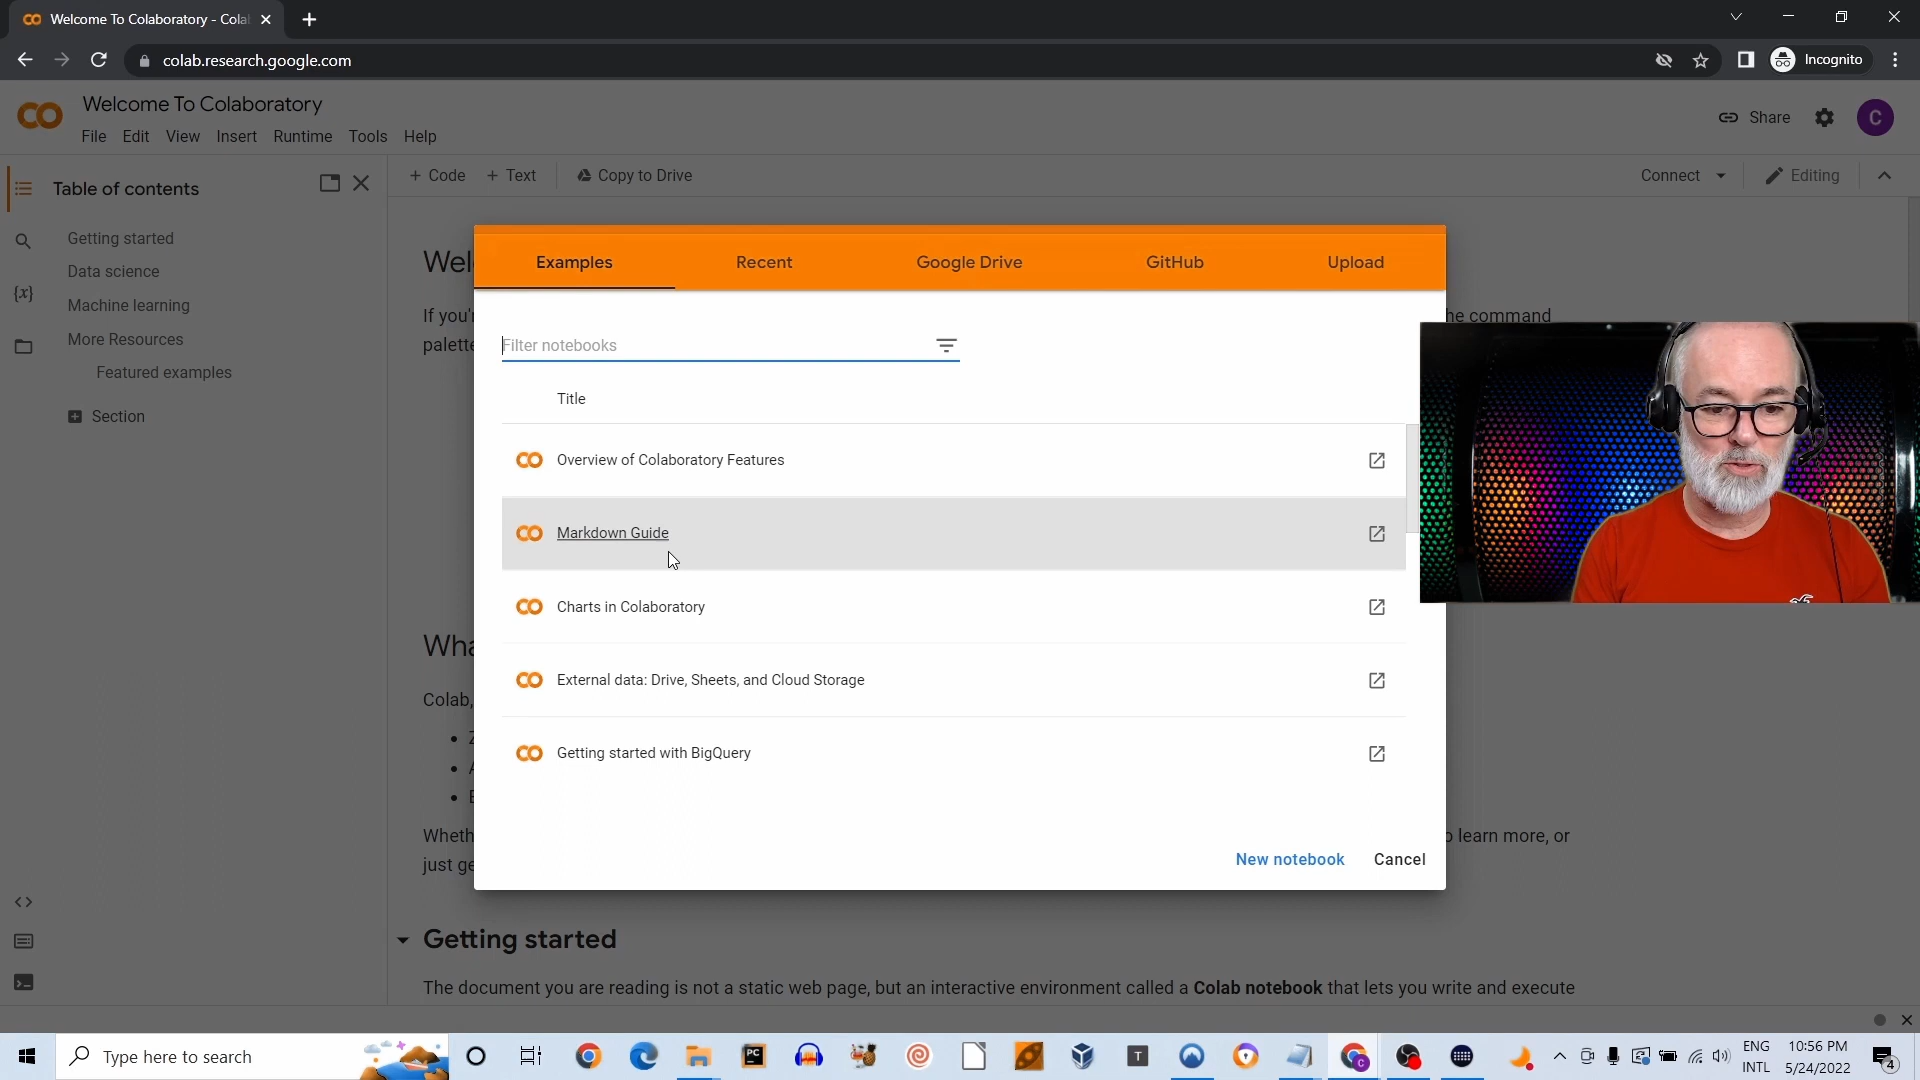 Welcome To Colaboratory - Cola
colab.research.google.com
Incognito
Welcome To Colaboratory
File Edit View Insert Runtime Tools Help
Share
C
Table of contents
+ Code + Text Copy to Drive
Connect
Editing
Getting started
Data science
Machine learning
More Resources
Featured examples
Section
Examples Recent Google Drive GitHub Upload
Filter notebooks
Title
Overview of Colaboratory Features
Markdown Guide
Charts in Colaboratory
External data: Drive, Sheets, and Cloud Storage
Getting started with BigQuery
New notebook Cancel
If you'r
he command
palette
Colab,
learn more, or
just ge
Getting started
The document you are reading is not a static web page, but an interactive environment called a Colab notebook that lets you write and execute
Type here to search
PC
T
ENG
INTL
10:56 PM
5/24/2022
4